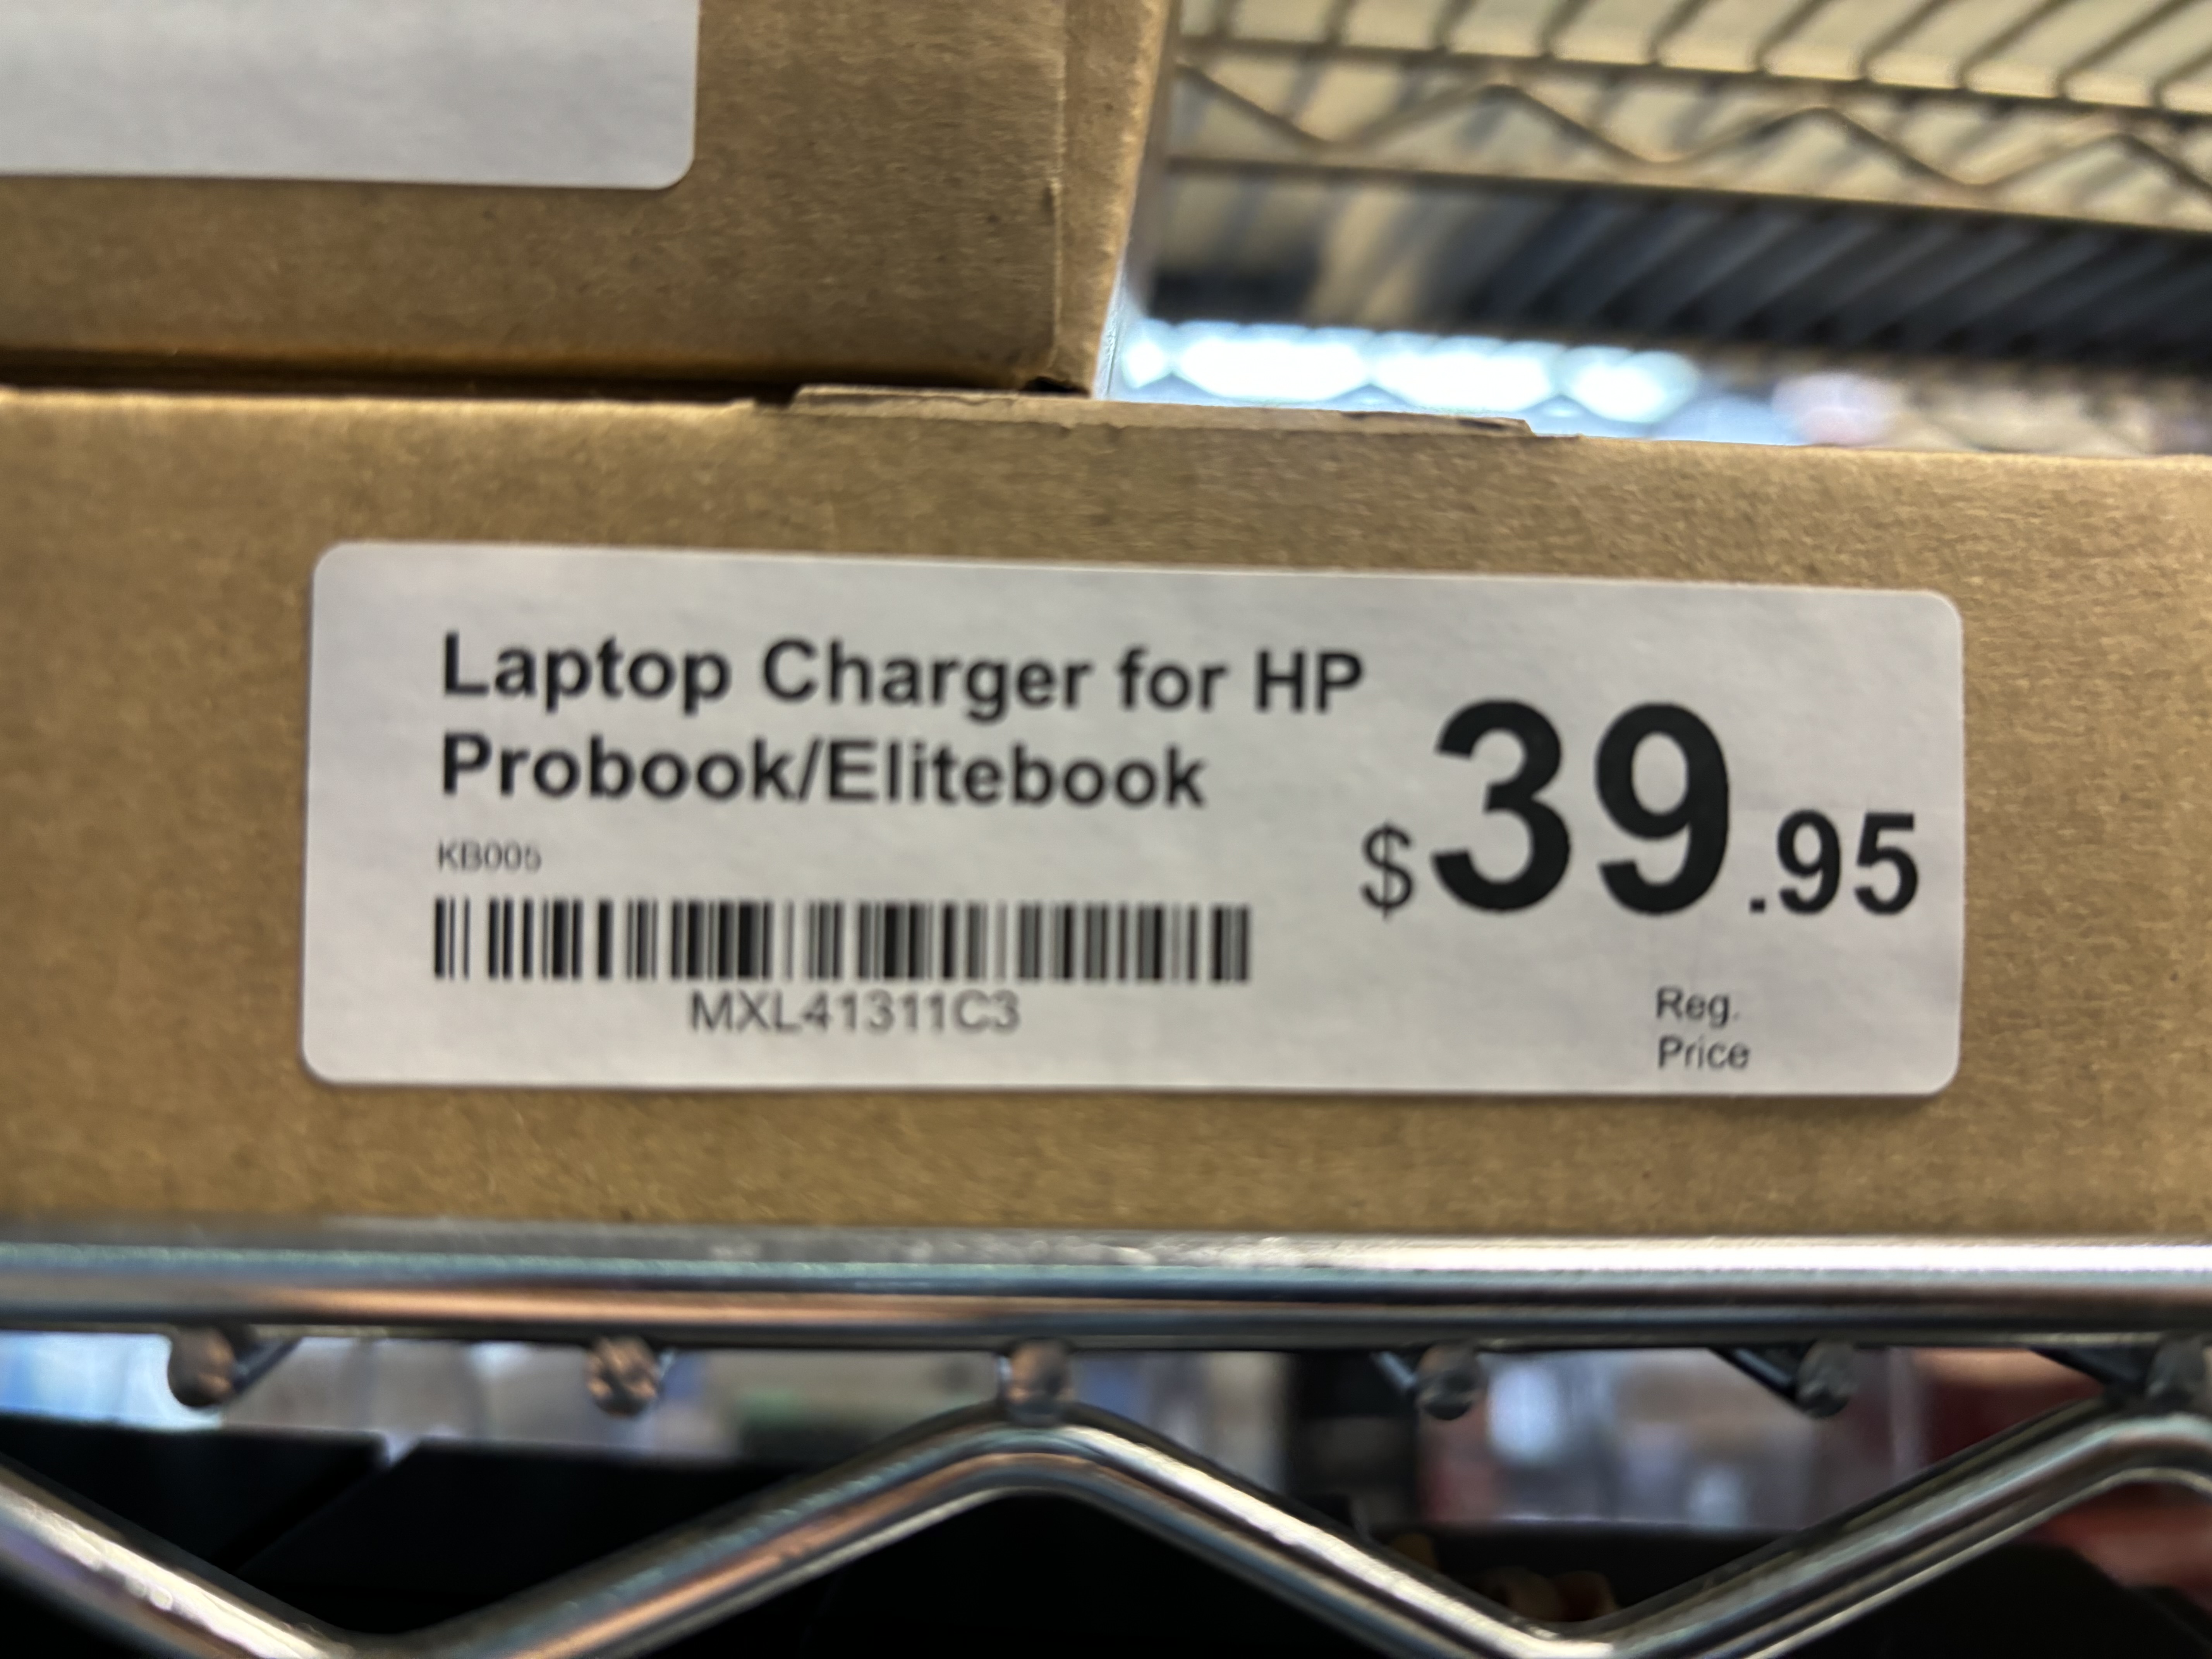 Laptop Charger for HP
Probook/Elitebook
KB005
MXL41311C3
$39.95
Reg.
Price